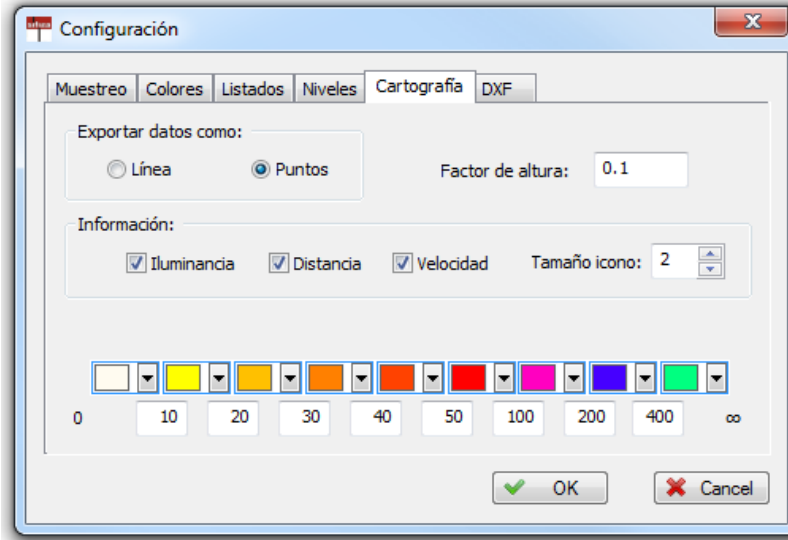 Configuración
Muestreo Colores Listados Niveles Cartografía DXF
Exportar datos como:
Línea Puntos Factor de altura: 0.1
Información:
Iluminancia Distancia Velocidad Tamaño icono: 2
0 10 20 30 40 50 100 200 400 ∞
OK Cancel